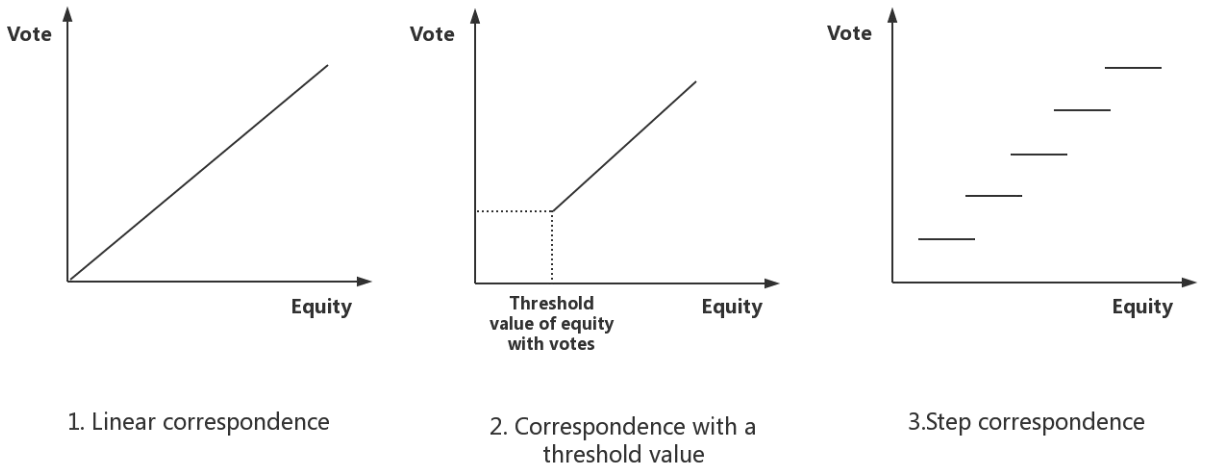 Vote
Equity
1. Linear correspondence
Vote
Threshold
value of equity
with votes
Equity
2. Correspondence with a
threshold value
Vote
Equity
3.Step correspondence